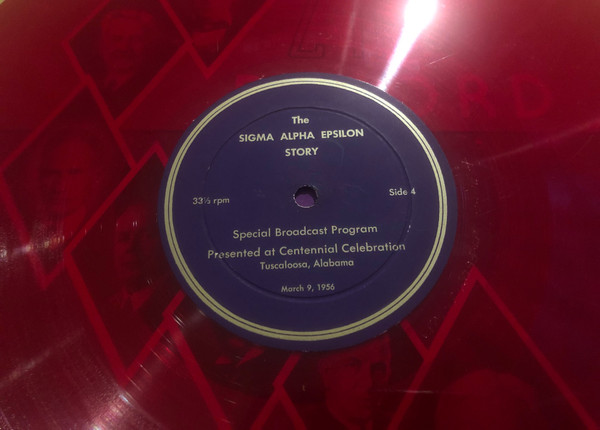 The
SIGMA ALPHA EPSILON
STORY
33⅓ rpm
Side 4
Special Broadcast Program
Presented at Centennial Celebration
Tuscaloosa, Alabama
March 9, 1956